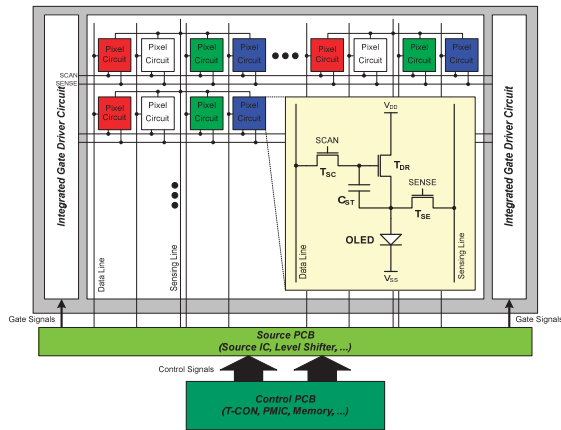 Integrated Gate Driver Circuit
Pixel Circuit
Pixel Circuit
Pixel Circuit
Pixel Circuit
Pixel Circuit
Pixel Circuit
Pixel Circuit
Pixel Circuit
SCAN
SENSE
Pixel Circuit
Pixel Circuit
Pixel Circuit
Pixel Circuit
VDD
SCAN
TSC
TDR
CST
SENSE
TSE
OLED
VSS
Data Line
Sensing Line
Data Line
Sensing Line
Integrated Gate Driver Circuit
Gate Signals
Gate Signals
Source PCB
(Source IC, Level Shifter, ...)
Control Signals
Control PCB
(T-CON, PMIC, Memory, ...)